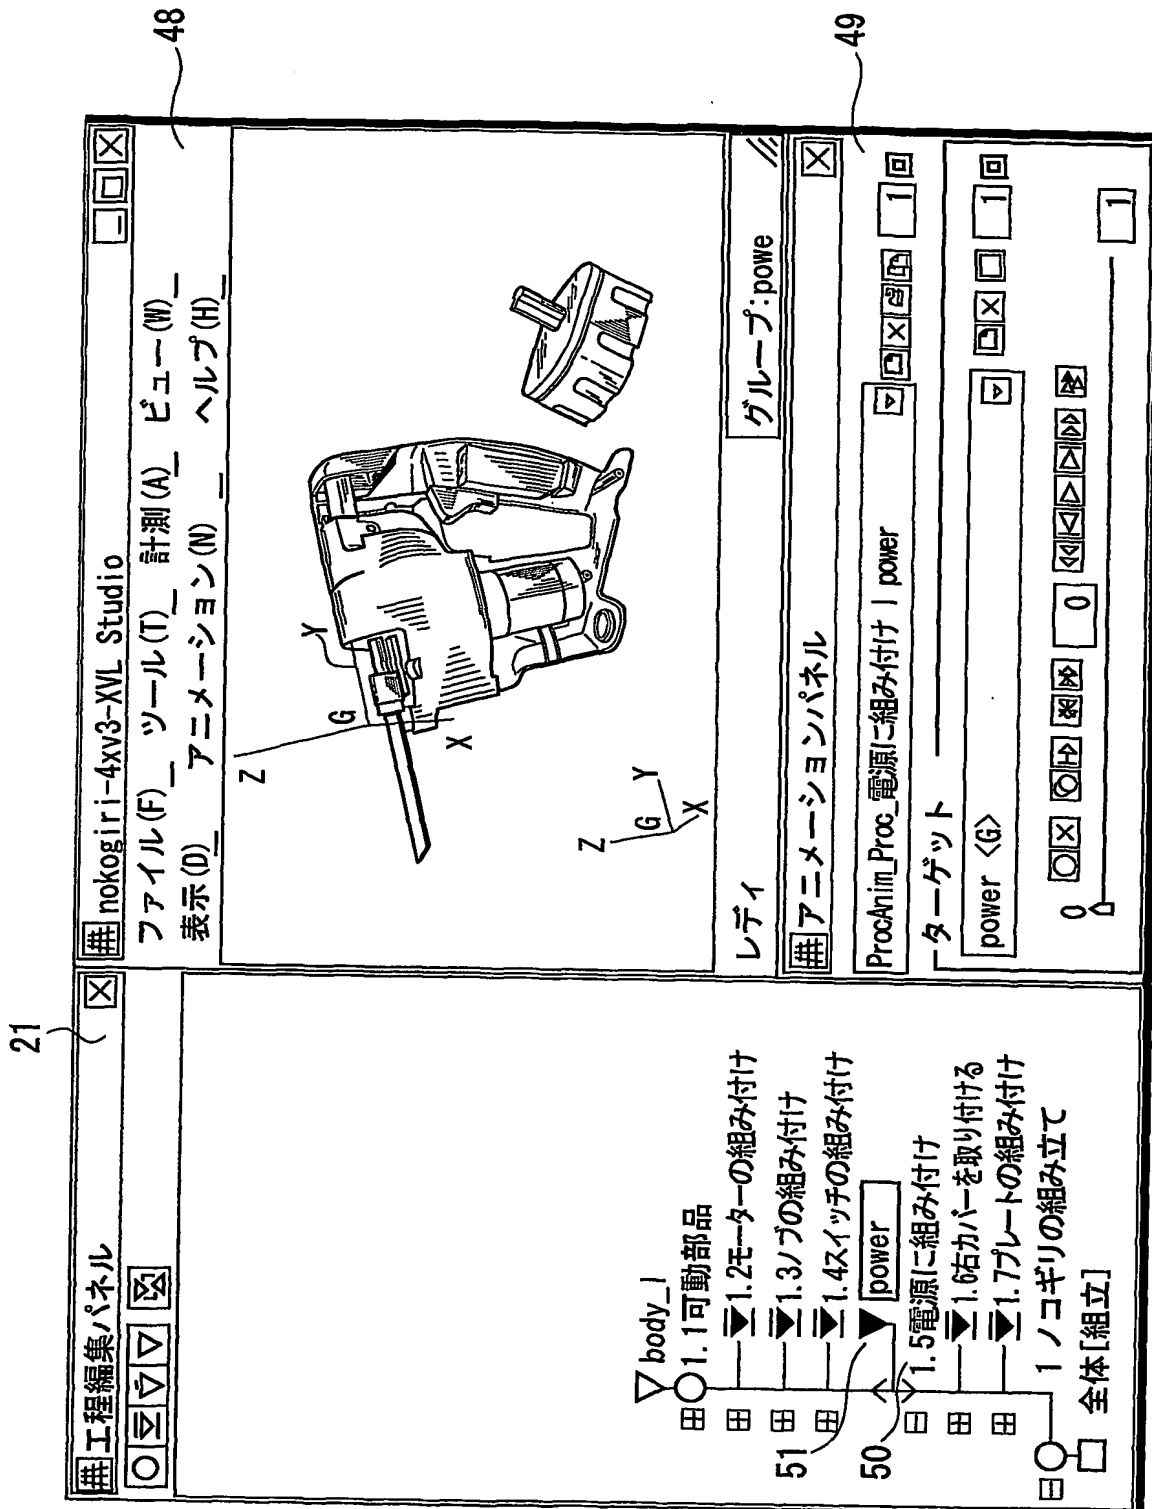 21
48
49
工程編集パネル
body_l
1.1可動部品
1.2モーターの組み付け
1.3ノブの組み付け
1.4スイッチの組み付け
51
power
50
1.5電源に組み付け
1.6右カバーを取り付ける
1.7プレートの組み付け
1 ノコギリの組み立て
全体[組立]
nokogiri-4xv3-XVL Studio
ファイル(F)_ ツール(T)_ 計測(A)_ ビュー(W)_
表示(D)_ アニメーション(N)_ ヘルプ(H)_
Z
G
Y
X
Z
G
Y
X
レディ
グループ:powe
アニメーションパネル
ProcAnim_Proc_電源に組み付け | power
1
ターゲット
power <G>
1
0
0
1